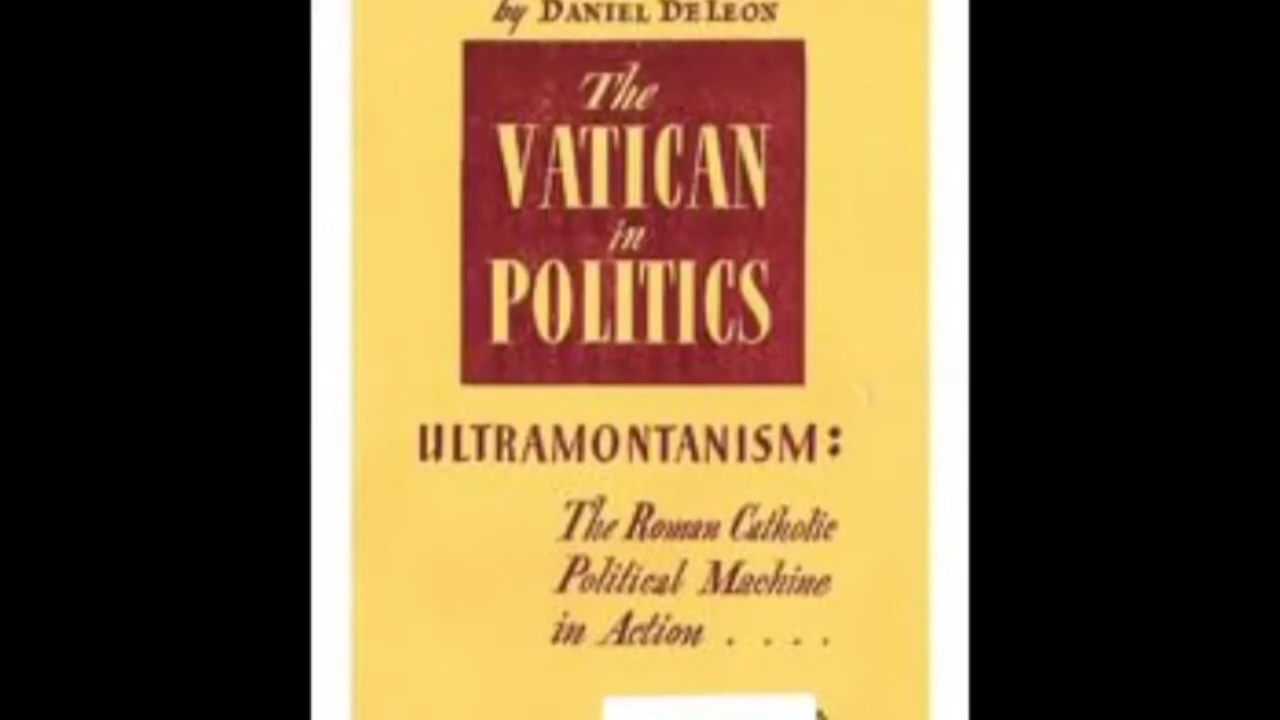 by DANIEL DE LEON
The
VATICAN
in
POLITICS
ULTRAMONTANISM:
The Roman Catholic
Political Machine
in Action . . . .